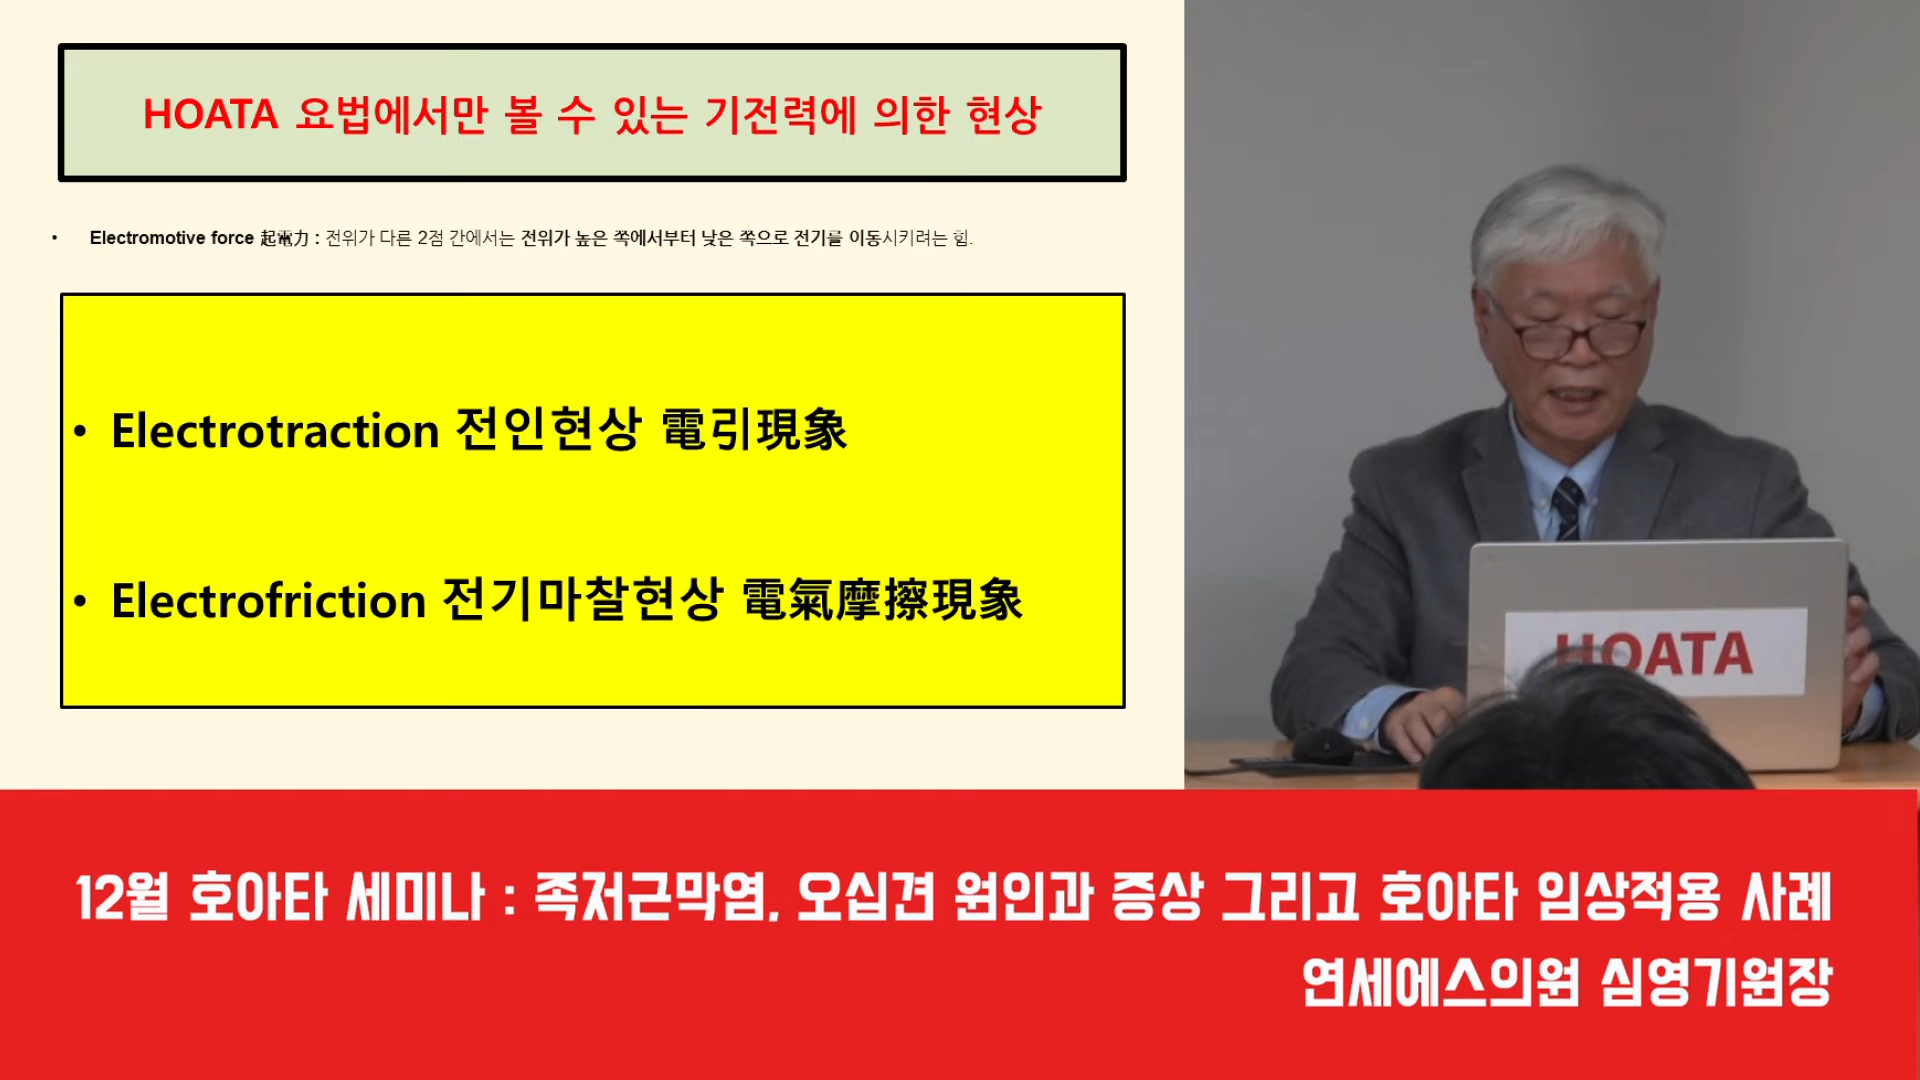 HOATA 요법에서만 볼 수 있는 기전력에 의한 현상
• Electromotive force 起電力 : 전위가 다른 2점 간에서는 전위가 높은 쪽에서부터 낮은 쪽으로 전기를 이동시키려는 힘.
• Electrotraction 전인현상 電引現象
• Electrofriction 전기마찰현상 電氣摩擦現象
HOATA
12월 호아타 세미나 : 족저근막염, 오십견 원인과 증상 그리고 호아타 임상적용 사례
연세에스의원 심영기원장